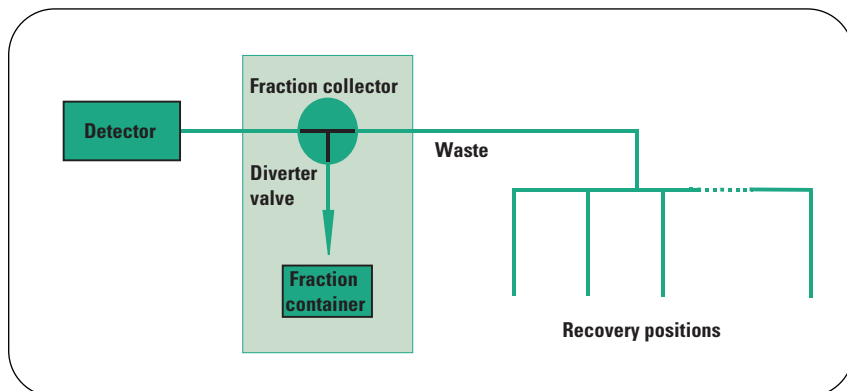 Fraction collector
Detector
Waste
Diverter
valve
Fraction
container
Recovery positions